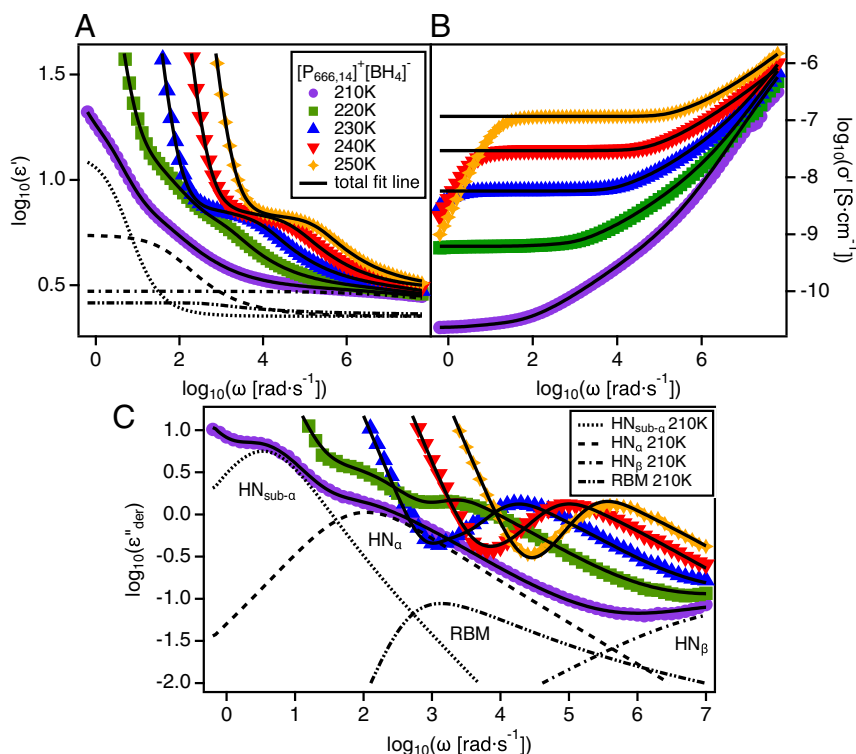 A
log10(ε')
1.5
1.0
0.5
[P666,14]+[BH4]-
210K
220K
230K
240K
250K
total fit line
0 2 4 6
log10(ω [rad·s-1])
B
-6
-7
-8
-9
-10
log10(σ' [S·cm-1])
0 2 4 6
log10(ω [rad·s-1])
C
log10(ε''der)
1.0
0.5
0.0
-0.5
-1.0
-1.5
-2.0
HNsub-α 210K
HNα 210K
HNβ 210K
RBM 210K
HNsub-α
HNα
RBM
HNβ
0 1 2 3 4 5 6 7
log10(ω [rad·s-1])